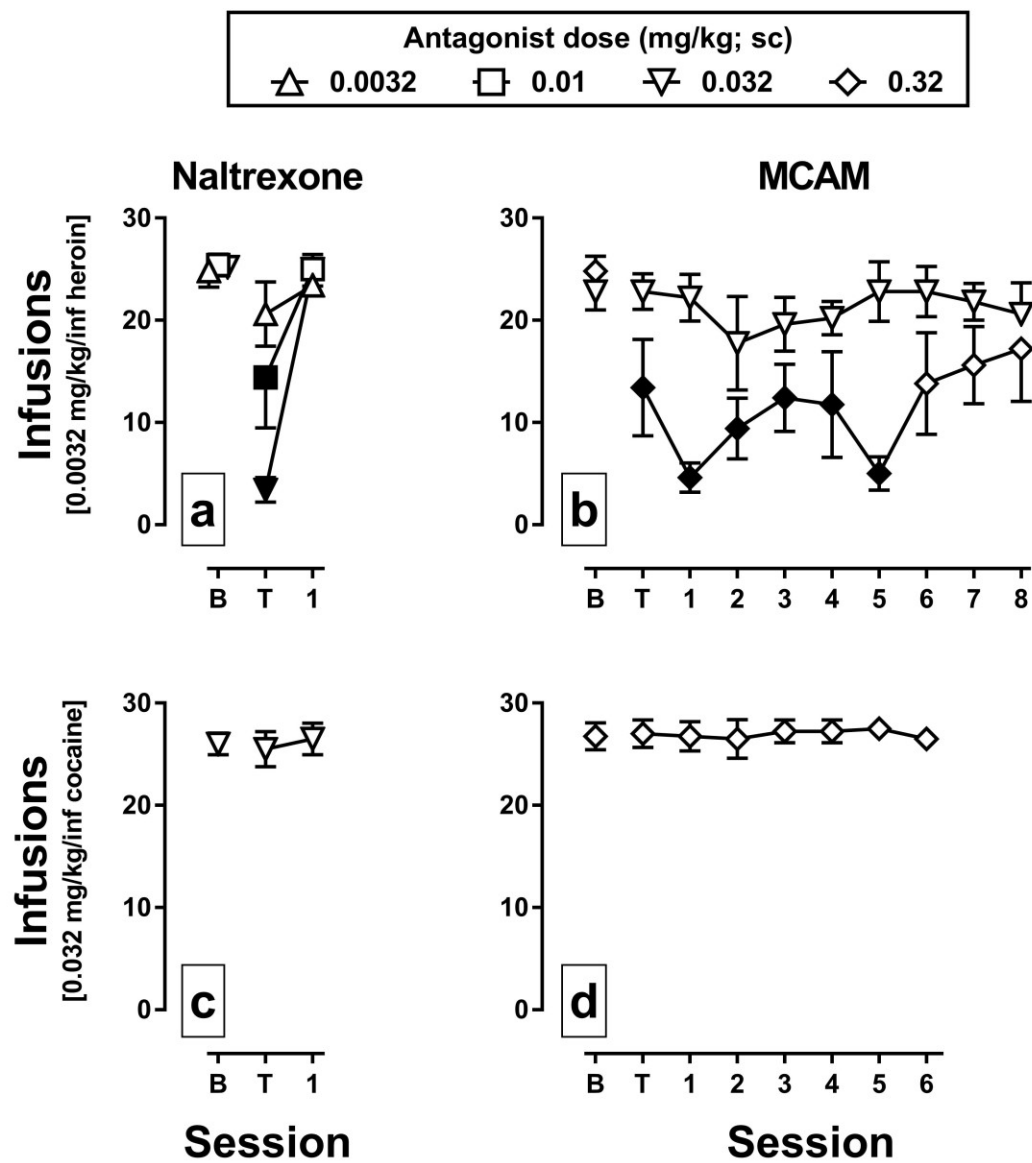 Antagonist dose (mg/kg; sc)
0.0032 0.01 0.032 0.32
Naltrexone
MCAM
Infusions
[0.0032 mg/kg/inf heroin]
30
20
10
0
a
B T 1
30
20
10
0
b
B T 1 2 3 4 5 6 7 8
Infusions
[0.032 mg/kg/inf cocaine]
30
20
10
0
c
B T 1
Session
30
20
10
0
d
B T 1 2 3 4 5 6
Session